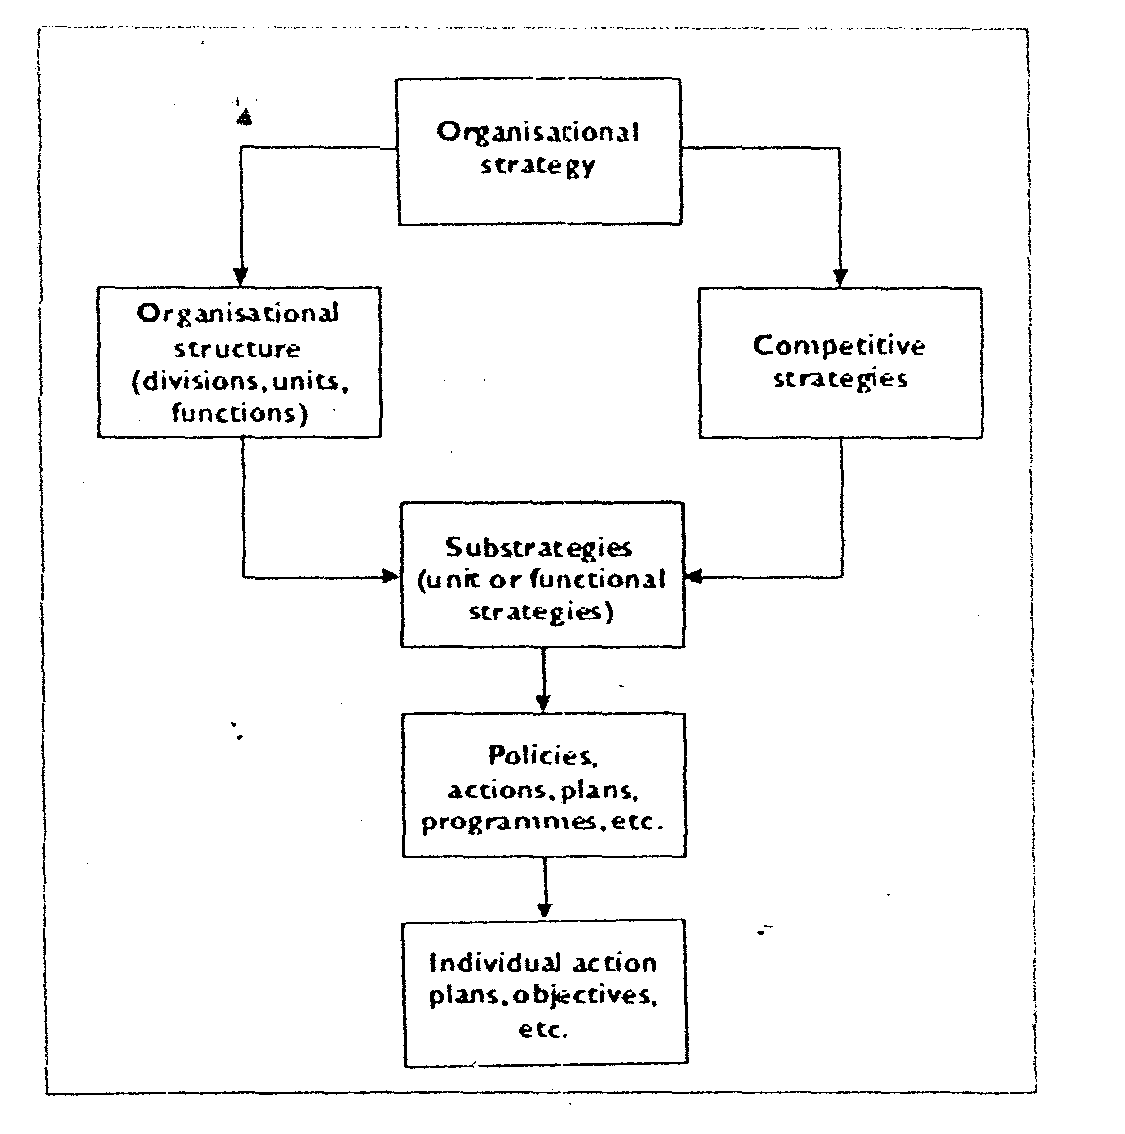 Organisational
strategy
Organisational
structure
(divisions, units,
functions)
Competitive
strategies
Substrategies
(unit or functional
strategies)
Policies,
actions, plans,
programmes, etc.
Individual action
plans, objectives,
etc.